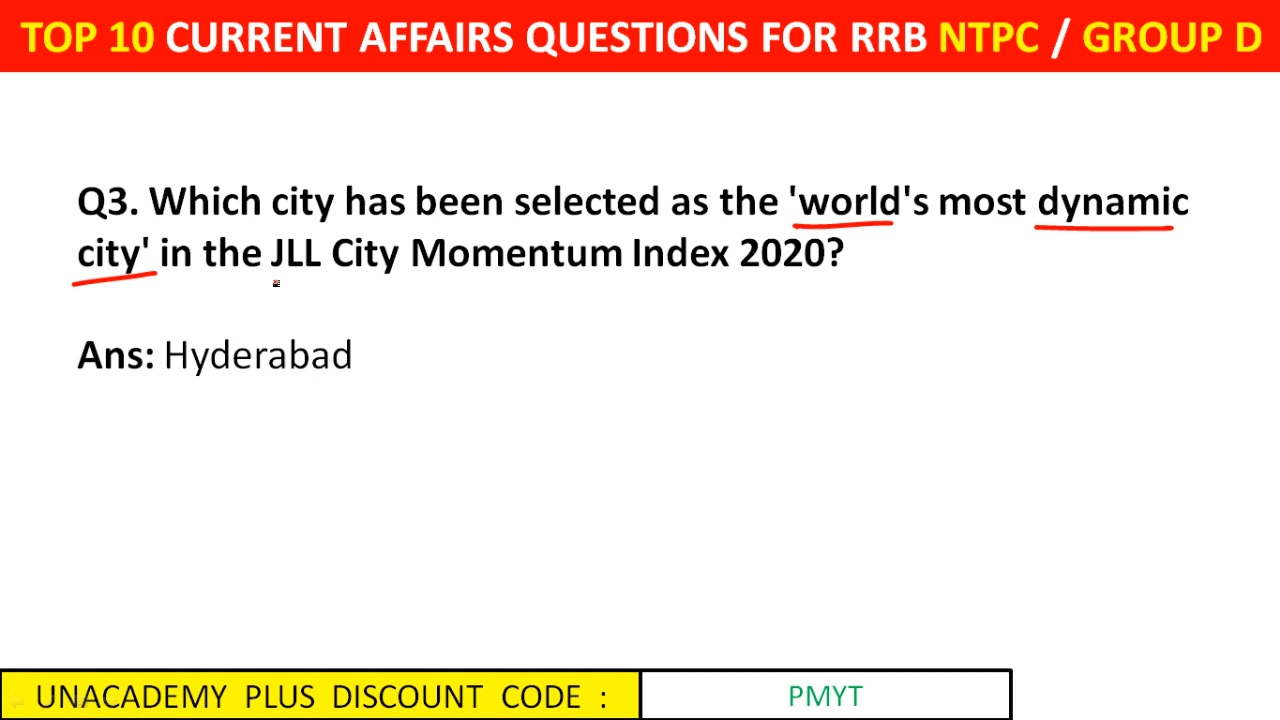 TOP 10 CURRENT AFFAIRS QUESTIONS FOR RRB NTPC / GROUP D
Q3. Which city has been selected as the 'world's most dynamic
city' in the JLL City Momentum Index 2020?
Ans: Hyderabad
UNACADEMY PLUS DISCOUNT CODE : PMYT